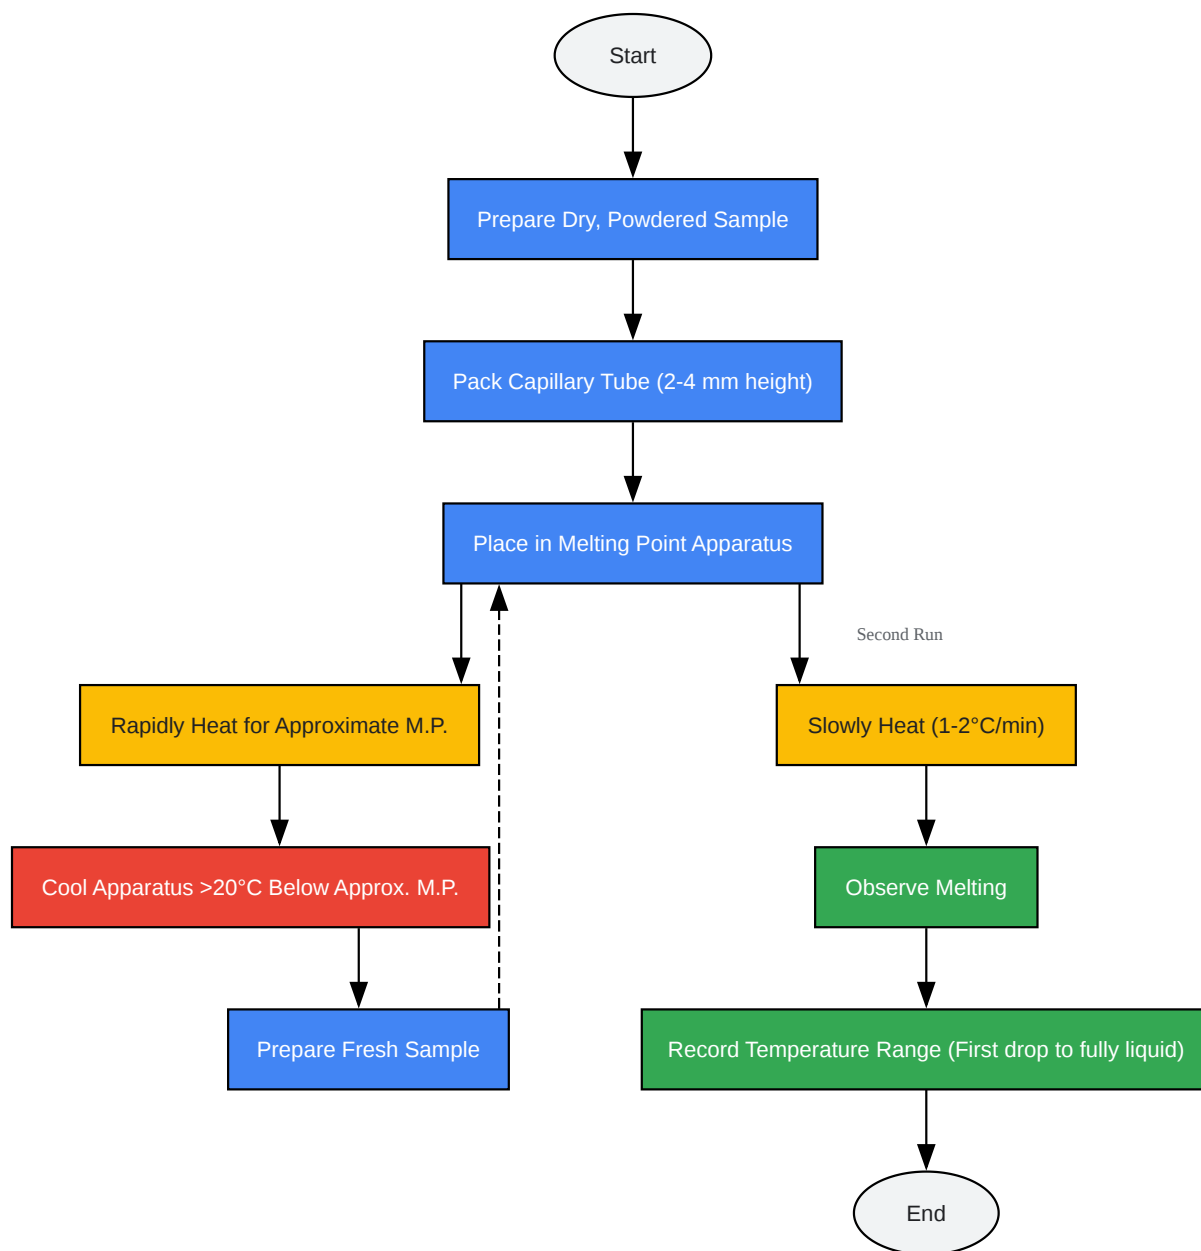 Start
Prepare Dry, Powdered Sample
Pack Capillary Tube (2-4 mm height)
Place in Melting Point Apparatus
Second Run
Rapidly Heat for Approximate M.P.
Slowly Heat (1-2°C/min)
Cool Apparatus >20°C Below Approx. M.P.
Observe Melting
Prepare Fresh Sample
Record Temperature Range (First drop to fully liquid)
End